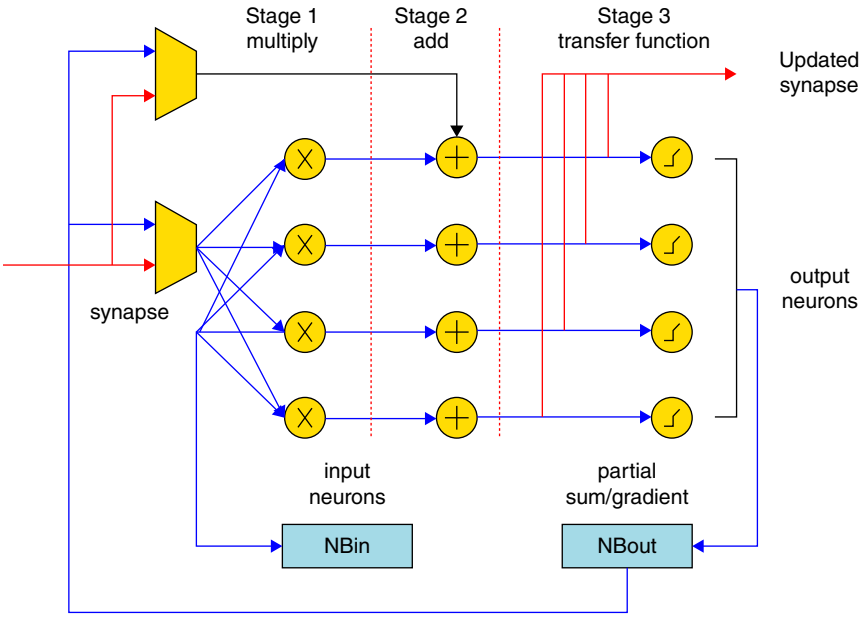 Stage 1
multiply
Stage 2
add
Stage 3
transfer function
Updated
synapse
synapse
output
neurons
input
neurons
partial
sum/gradient
NBin
NBout